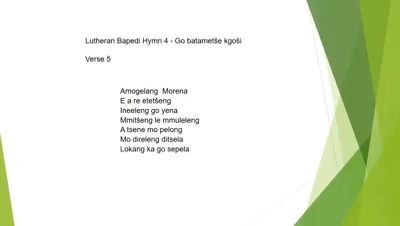 Lutheran Bapedi Hymn 4 - Go batametše kgoši
Verse 5
Amogelang Morena
E a re etetšeng
Ineeleng go yena
Mmitšeng le mmuleleng
A tsene mo pelong
Mo direleng ditsela
Lokang ka go sepela